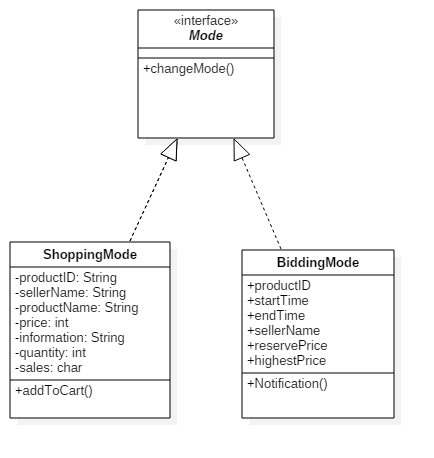 «interface»
Mode
+changeMode()
ShoppingMode
-productID: String
-sellerName: String
-productName: String
-price: int
-information: String
-quantity: int
-sales: char
+addToCart()
BiddingMode
+productID
+startTime
+endTime
+sellerName
+reservePrice
+highestPrice
+Notification()